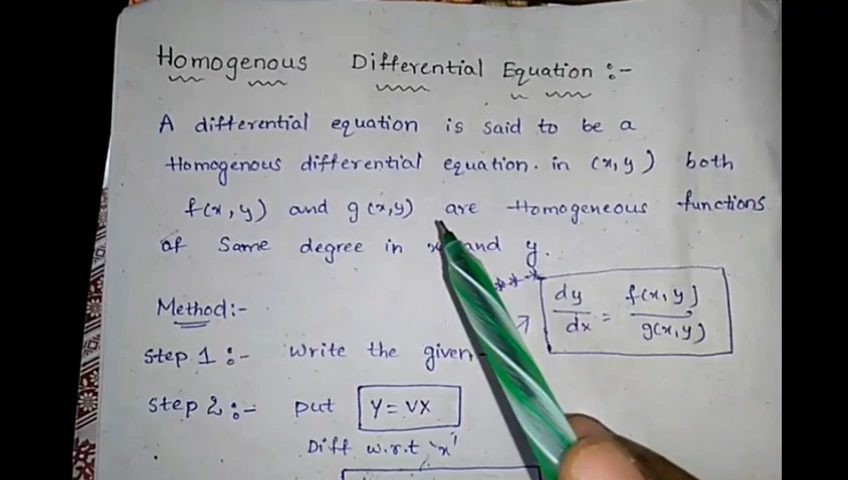 Homogenous Differential Equation :-
A differential equation is said to be a
Homogenous differential equation. in (x, y) both
f(x, y) and g(x, y) are Homogeneous functions
of same degree in x and y.
***
dy/dx = f(x, y)/g(x, y)
Method:-
Step 1 :- Write the given
Step 2 :- put Y = VX
Diff w.r.t 'x'